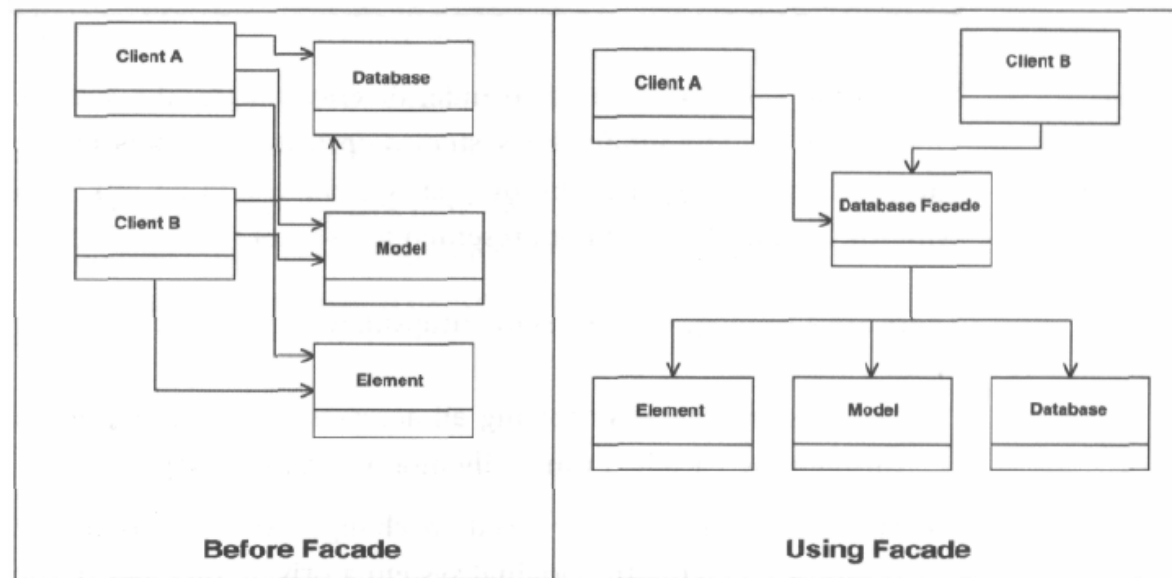 Client A
Database
Client B
Model
Element
Before Facade
Client A
Client B
Database Facade
Element
Model
Database
Using Facade